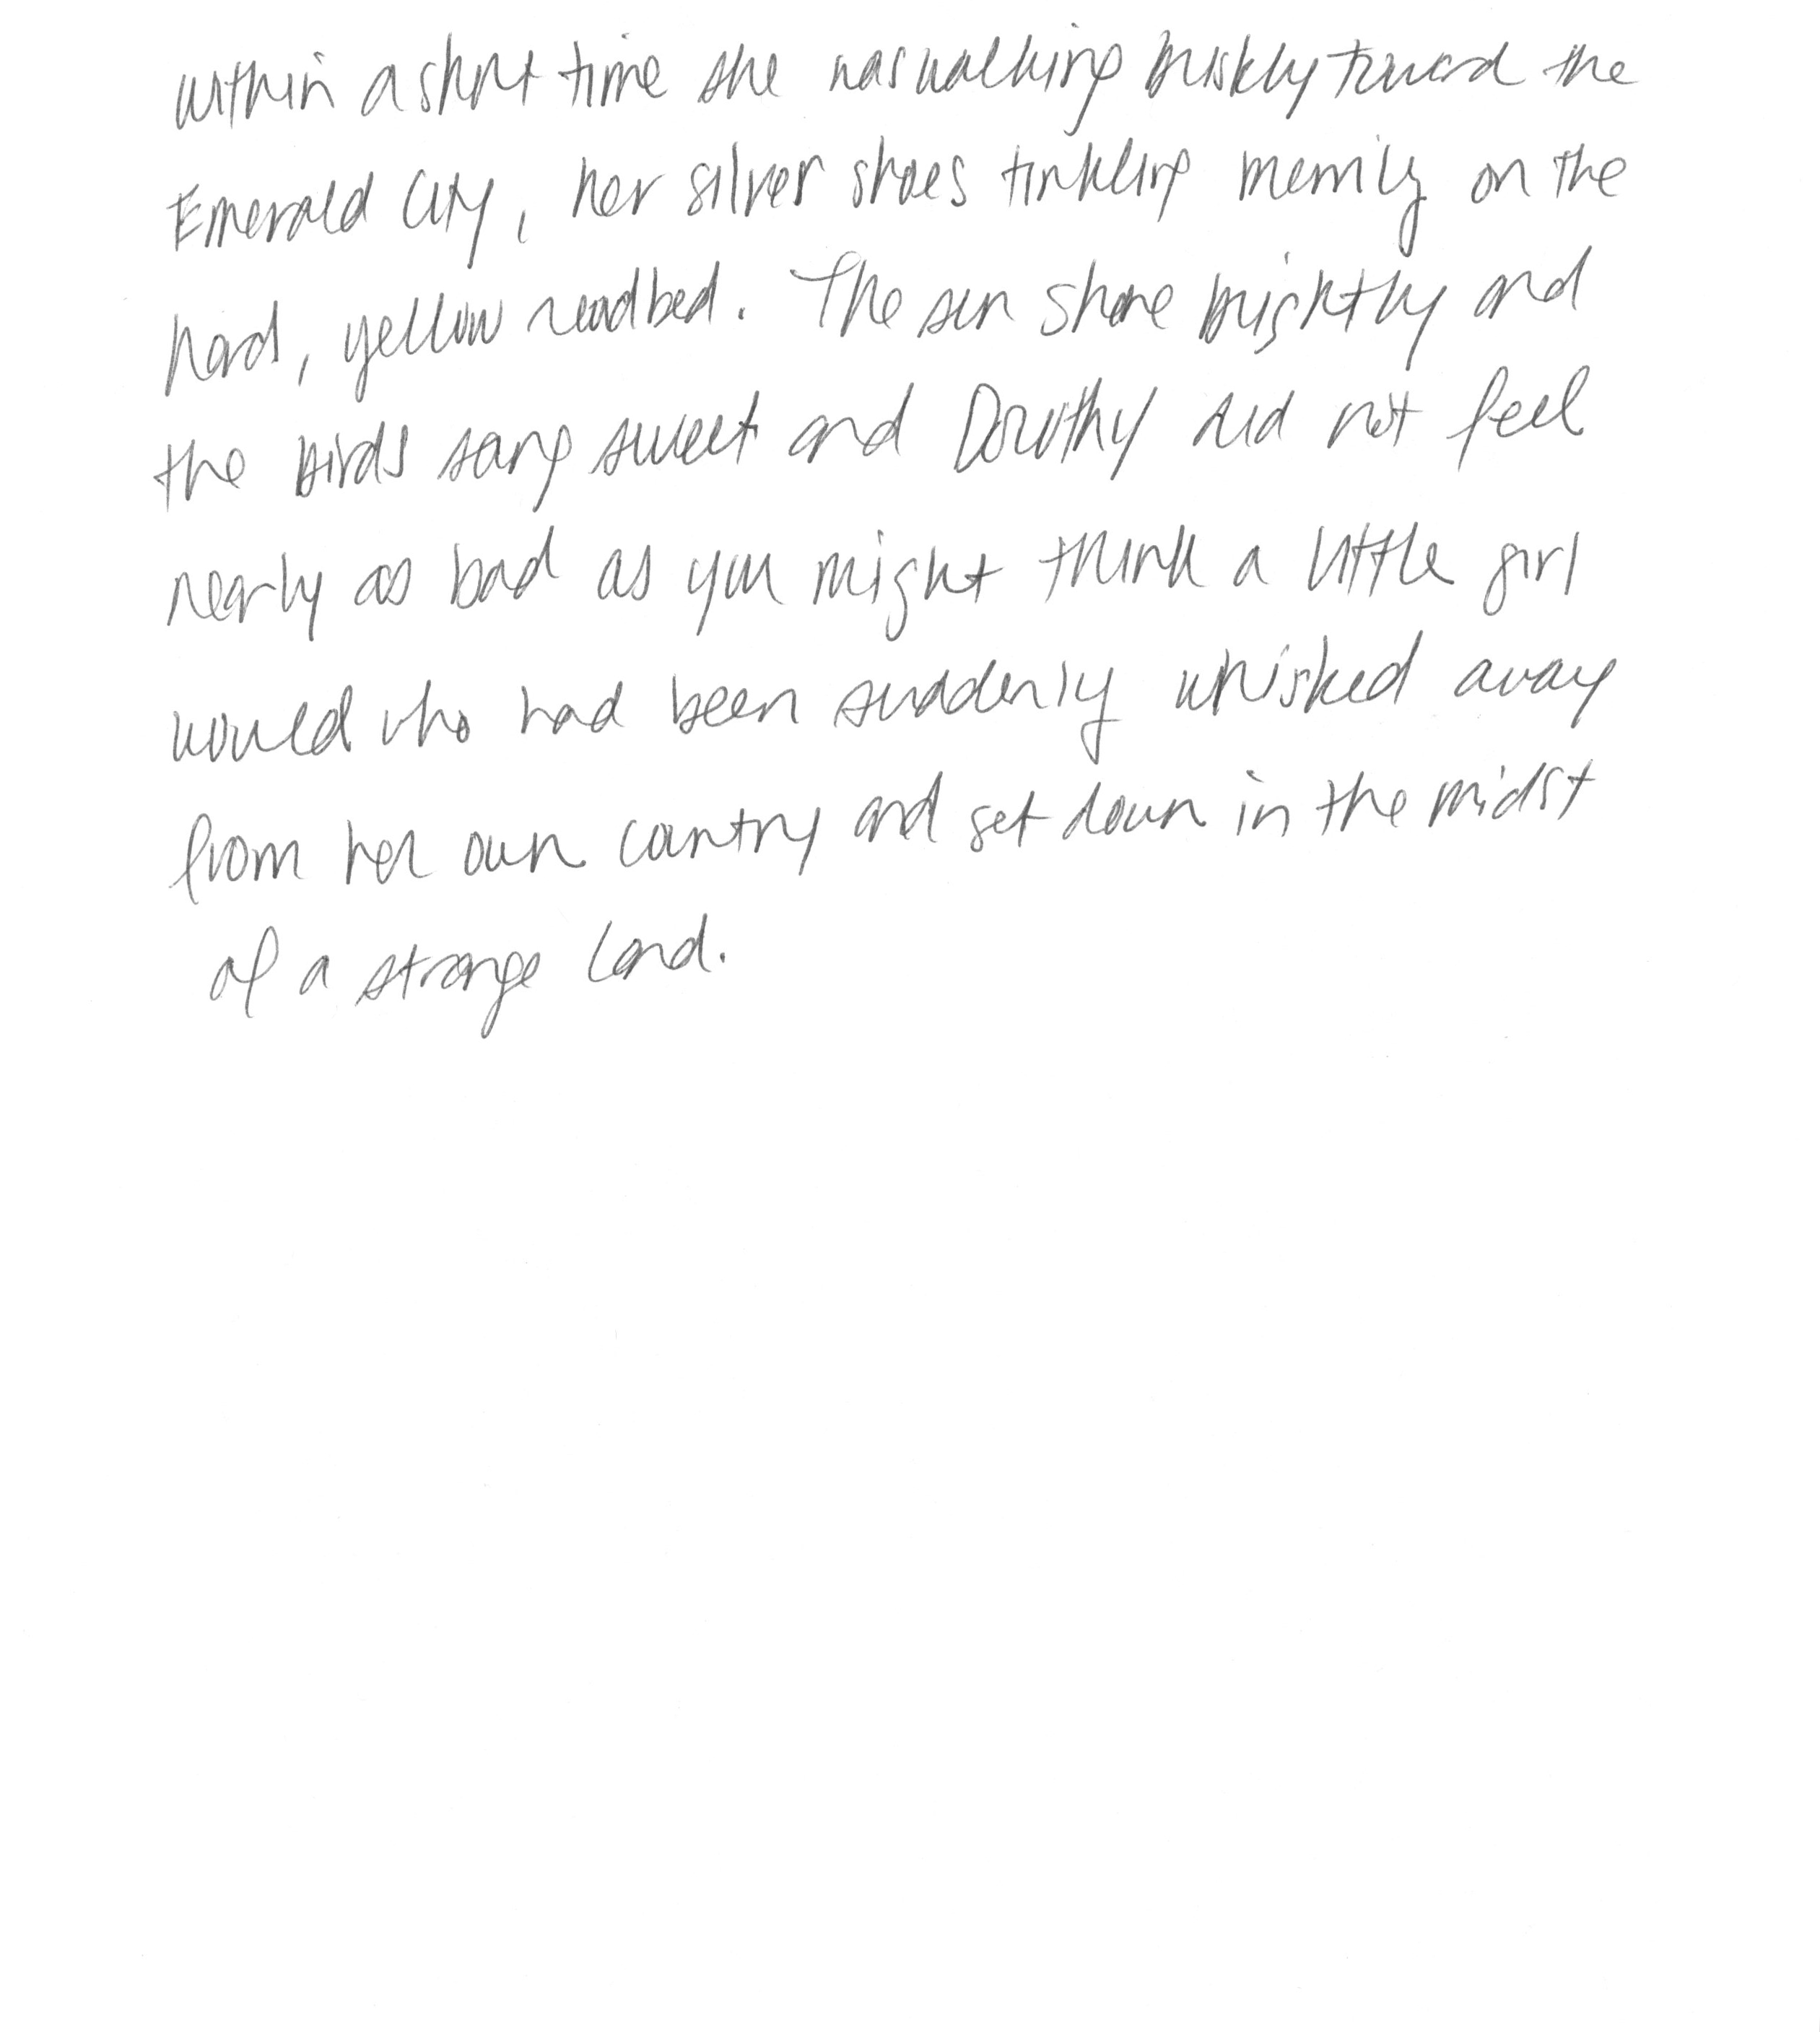 Within a short time she was walking briskly toward the
Emerald City, her silver shoes tinkling merrily on the
hard, yellow roadbed. The sun shone brightly and
the birds sang sweet and Dorothy did not feel
nearly as bad as you might think a little girl
would who had been suddenly whisked away
from her own country and set down in the midst
of a strange land.